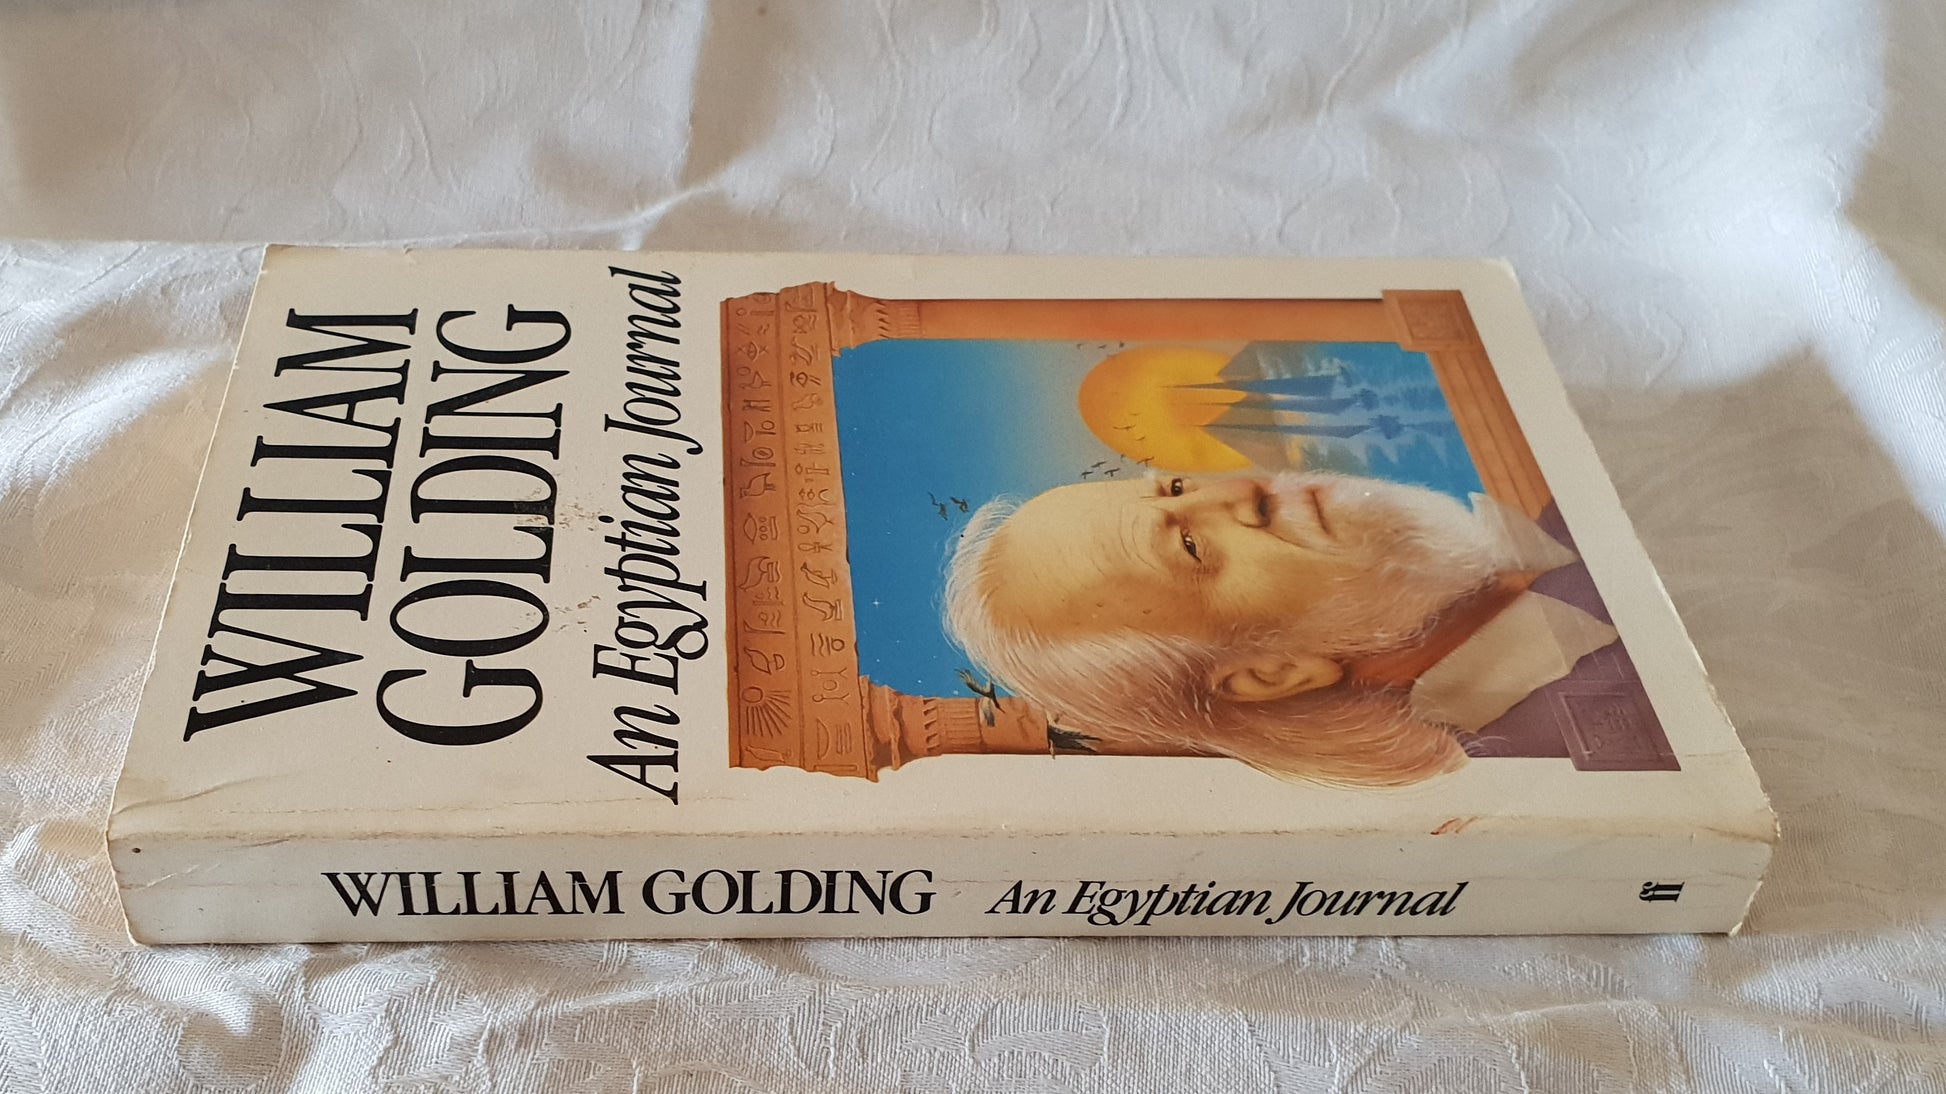 WILLIAM
GOLDING
An Egyptian Journal
WILLIAM GOLDING An Egyptian Journal ff